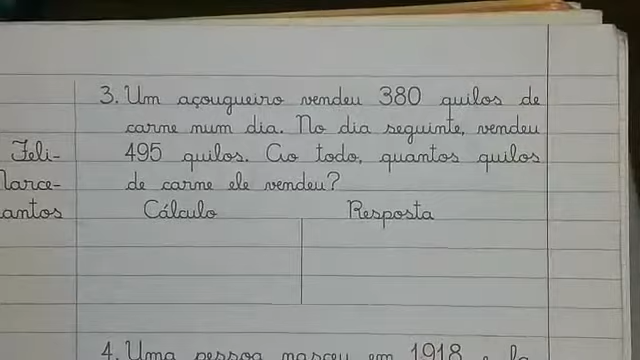 3. Um açougueiro vendeu 380 quilos de
carne num dia. No dia seguinte, vendeu
Feli-
495 quilos. Ao todo, quantos quilos
Marce-
de carne ele vendeu?
antos
Cálculo Resposta
4. Uma pessoa nasceu em 1918 e